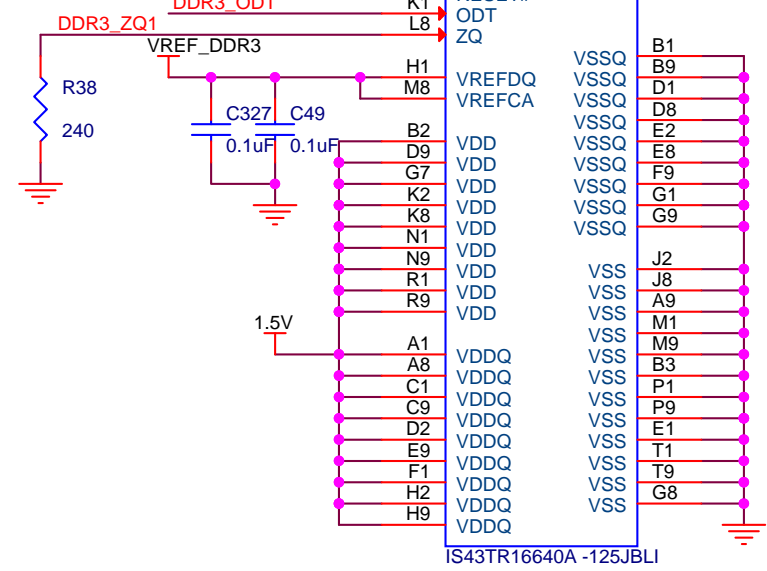 DDR3_ODT K1 ODT
DDR3_ZQ1 L8 ZQ
VREF_DDR3
R38
240
H1 VREFDQ
M8 VREFCA
C327 C49
0.1uF 0.1uF
B2 VDD
D9 VDD
G7 VDD
K2 VDD
K8 VDD
N1 VDD
N9 VDD
R1 VDD
R9 VDD
1.5V
A1 VDDQ
A8 VDDQ
C1 VDDQ
C9 VDDQ
D2 VDDQ
E9 VDDQ
F1 VDDQ
H2 VDDQ
H9 VDDQ
VSSQ B1
VSSQ B9
VSSQ D1
VSSQ D8
VSSQ E2
VSSQ E8
VSSQ F9
VSSQ G1
VSSQ G9
VSS J2
VSS J8
VSS A9
VSS M1
VSS M9
VSS B3
VSS P1
VSS P9
VSS E1
VSS T1
VSS T9
VSS G8
IS43TR16640A -125JBLI